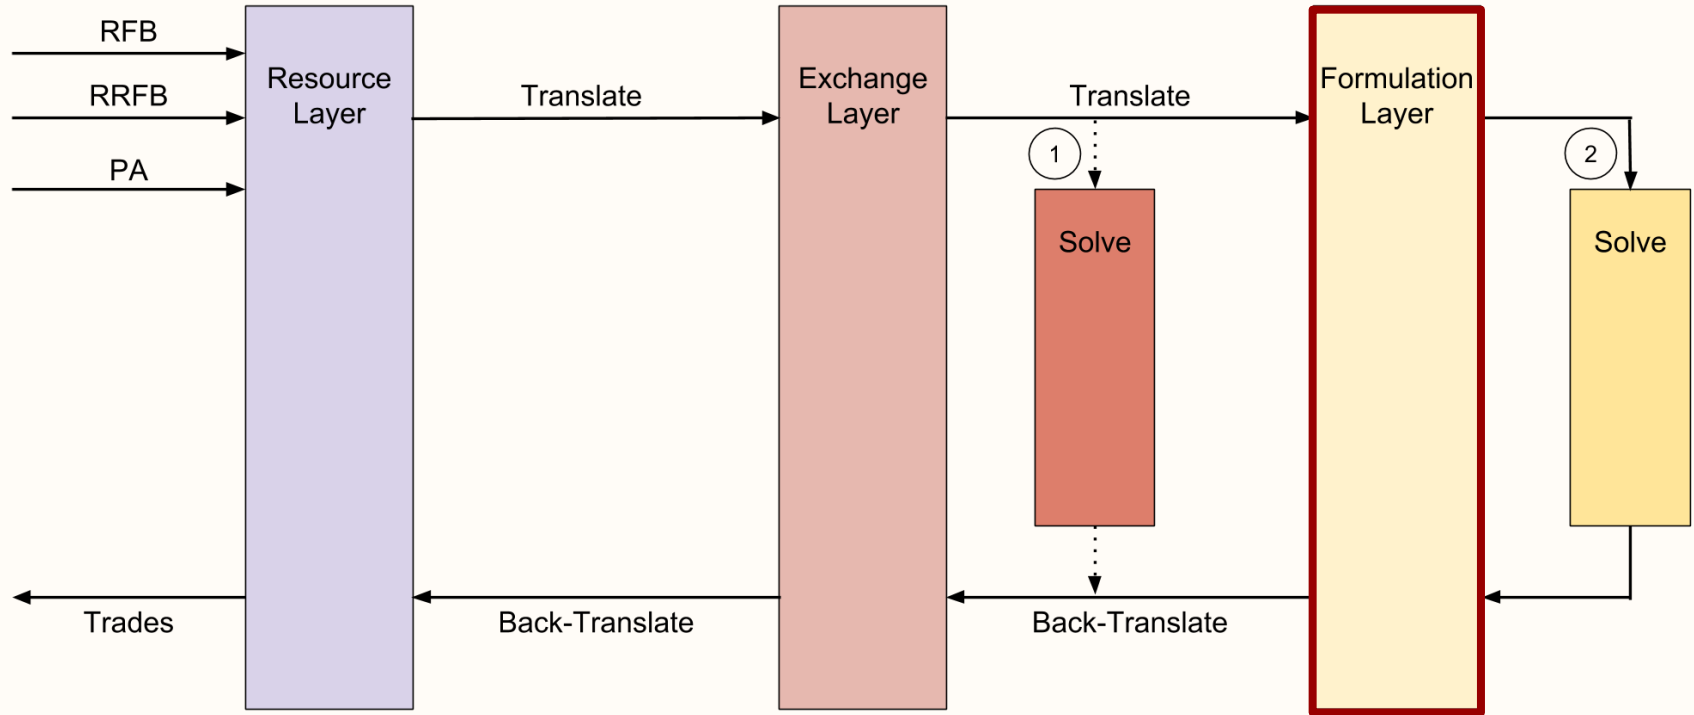 RFB
RRFB
PA
Resource
Layer
Translate
Exchange
Layer
Translate
1
Solve
Formulation
Layer
2
Solve
Trades
Back-Translate
Back-Translate